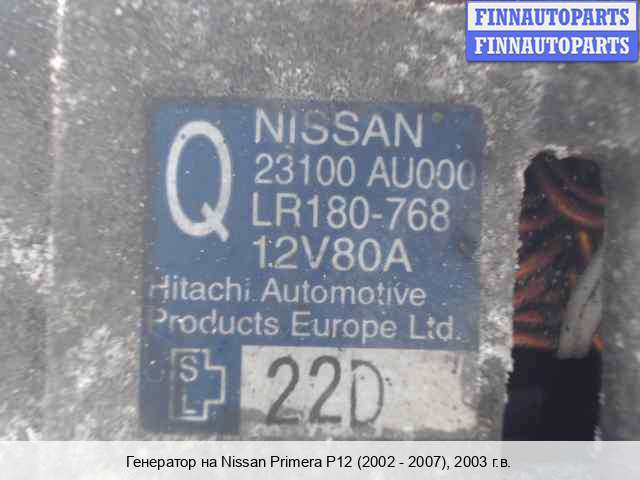 FINNAUTOPARTS
FINNAUTOPARTS
Q
NISSAN
23100 AU000
LR180-768
12V80A
Hitachi Automotive
Products Europe Ltd.
S
L
22D
Генератор на Nissan Primera P12 (2002 - 2007), 2003 г.в.